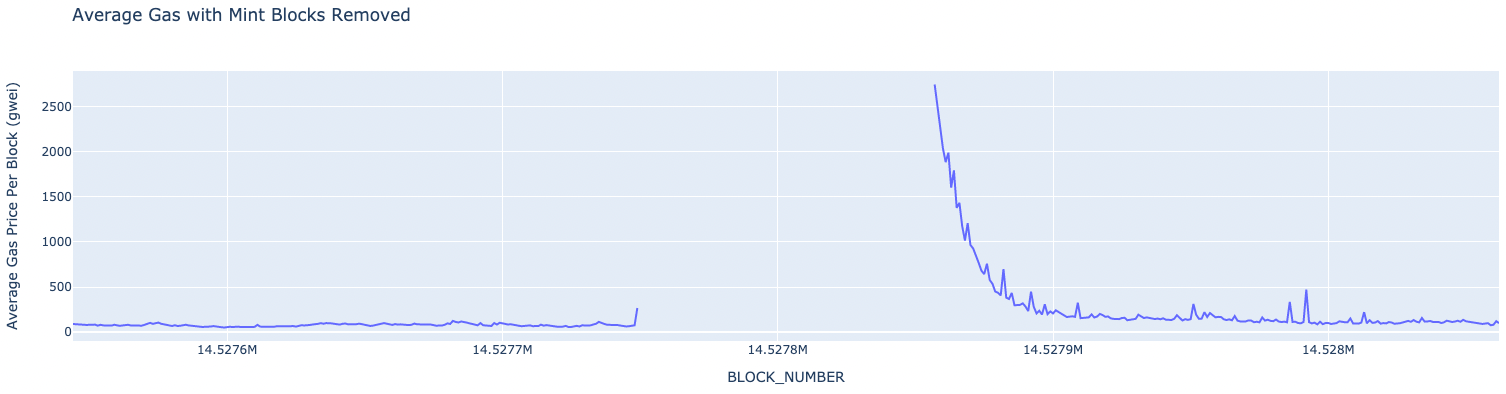 Average Gas with Mint Blocks Removed
Average Gas Price Per Block (gwei)
2500
2000
1500
1000
500
0
14.5276M
14.5277M
14.5278M
14.5279M
14.528M
BLOCK_NUMBER